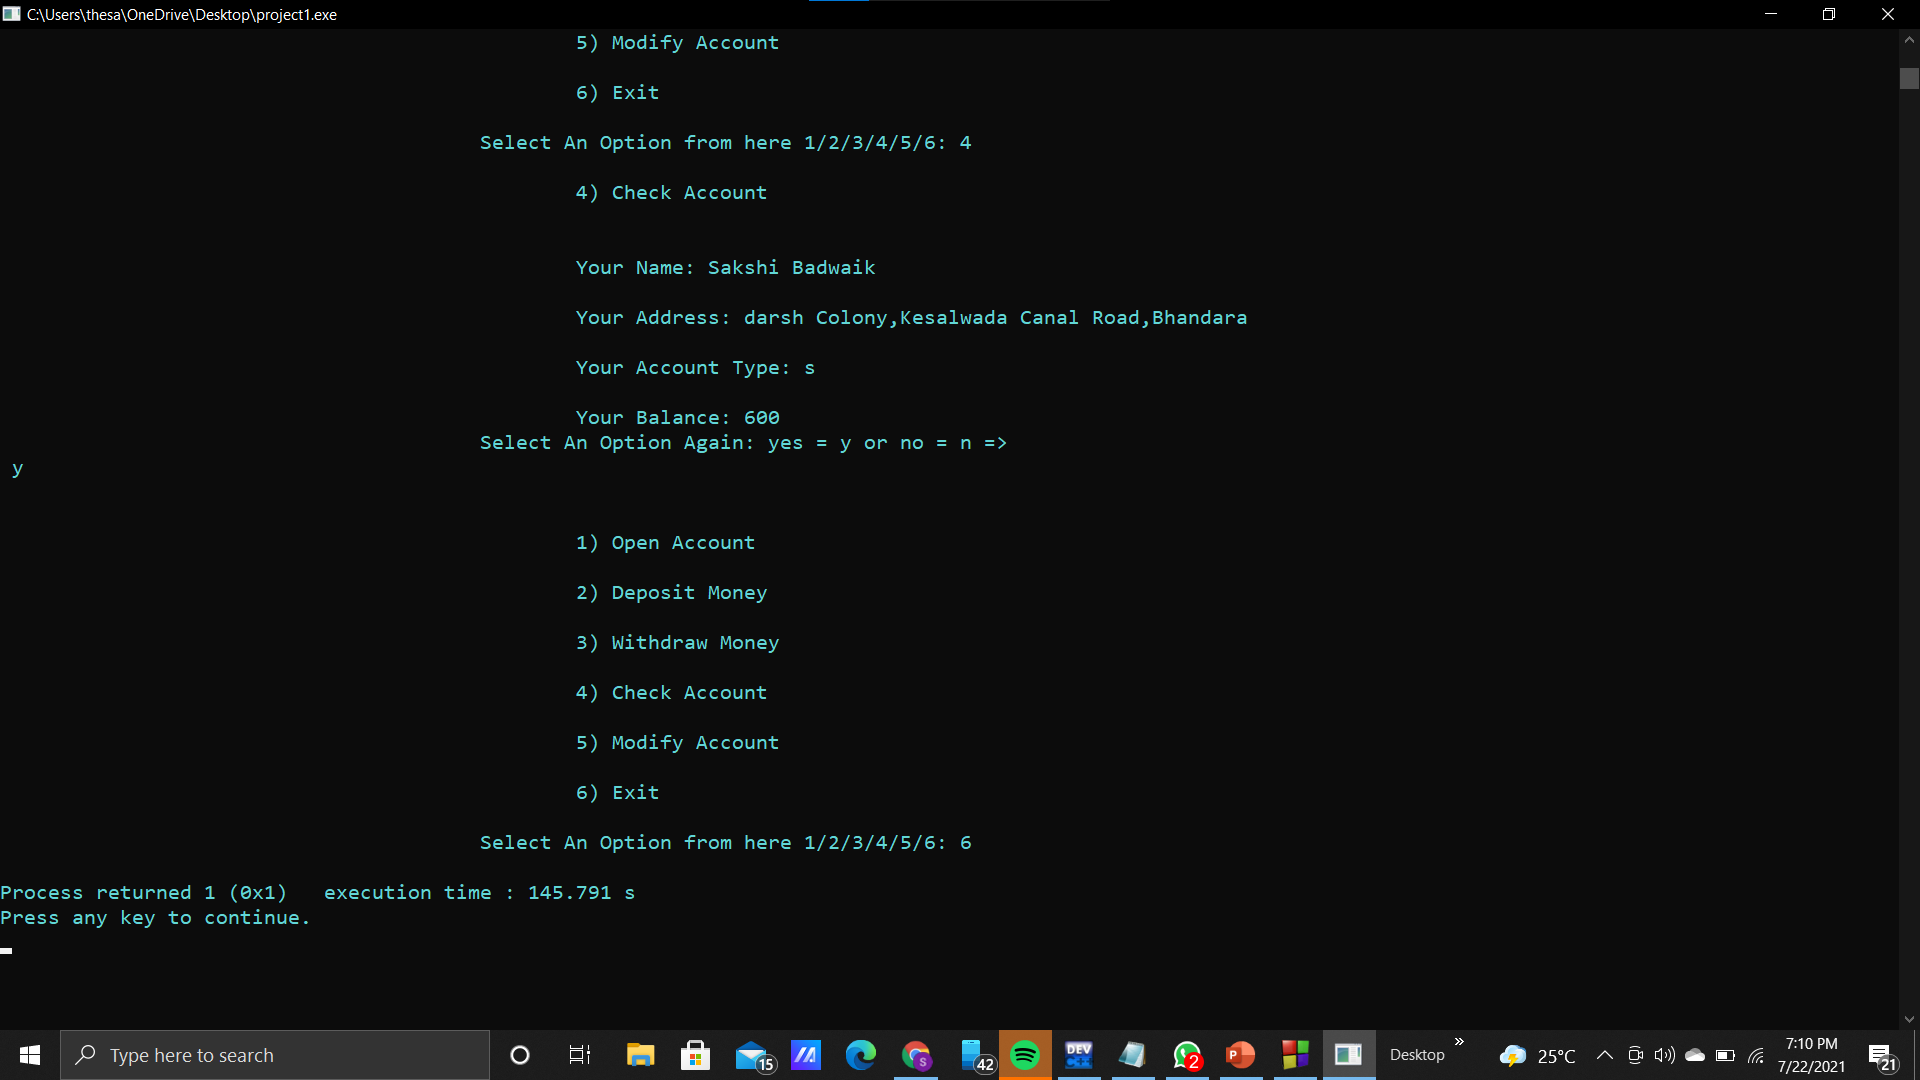 C:\Users\thesa\OneDrive\Desktop\project1.exe
5) Modify Account
6) Exit
Select An Option from here 1/2/3/4/5/6: 4
4) Check Account
Your Name: Sakshi Badwaik
Your Address: darsh Colony,Kesalwada Canal Road,Bhandara
Your Account Type: s
Your Balance: 600
Select An Option Again: yes = y or no = n =>
y
1) Open Account
2) Deposit Money
3) Withdraw Money
4) Check Account
5) Modify Account
6) Exit
Select An Option from here 1/2/3/4/5/6: 6
Process returned 1 (0x1)   execution time : 145.791 s
Press any key to continue.
Type here to search
15
S
42
DEV
C++
2
P
Desktop
25°C
7:10 PM
7/22/2021
21